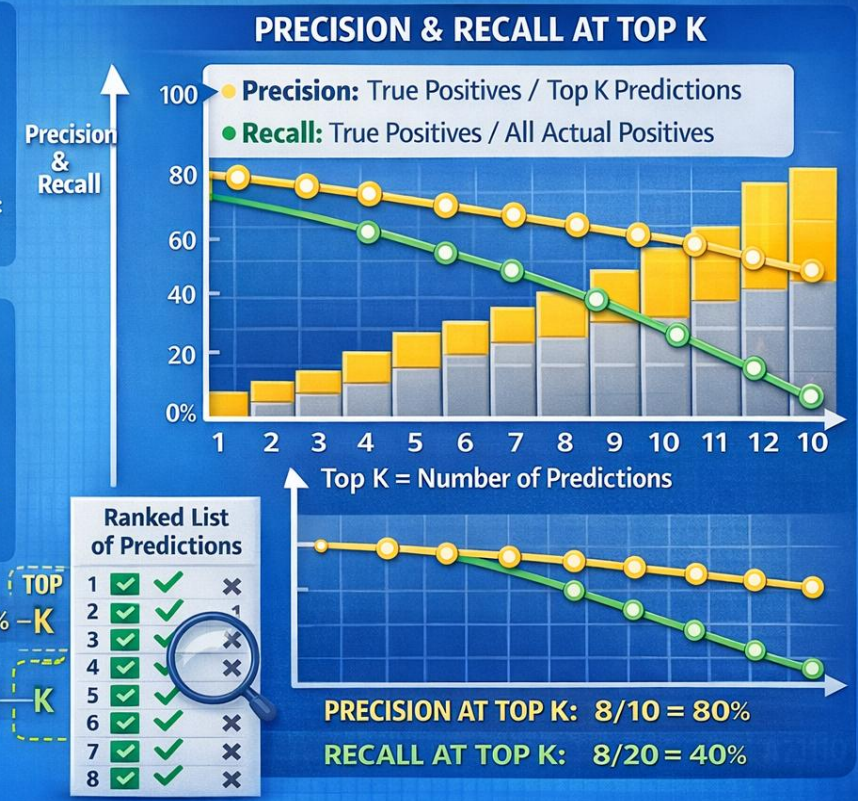 PRECISION & RECALL AT TOP K
100
Precision: True Positives / Top K Predictions
Recall: True Positives / All Actual Positives
Precision
&
Recall
80
60
40
20
0%
1 2 3 4 5 6 7 8 9 10 11 12 10
Top K = Number of Predictions
Ranked List
of Predictions
TOP
% - K
K
1
2 1
3
4
5
6
7
8
PRECISION AT TOP K: 8/10 = 80%
RECALL AT TOP K: 8/20 = 40%